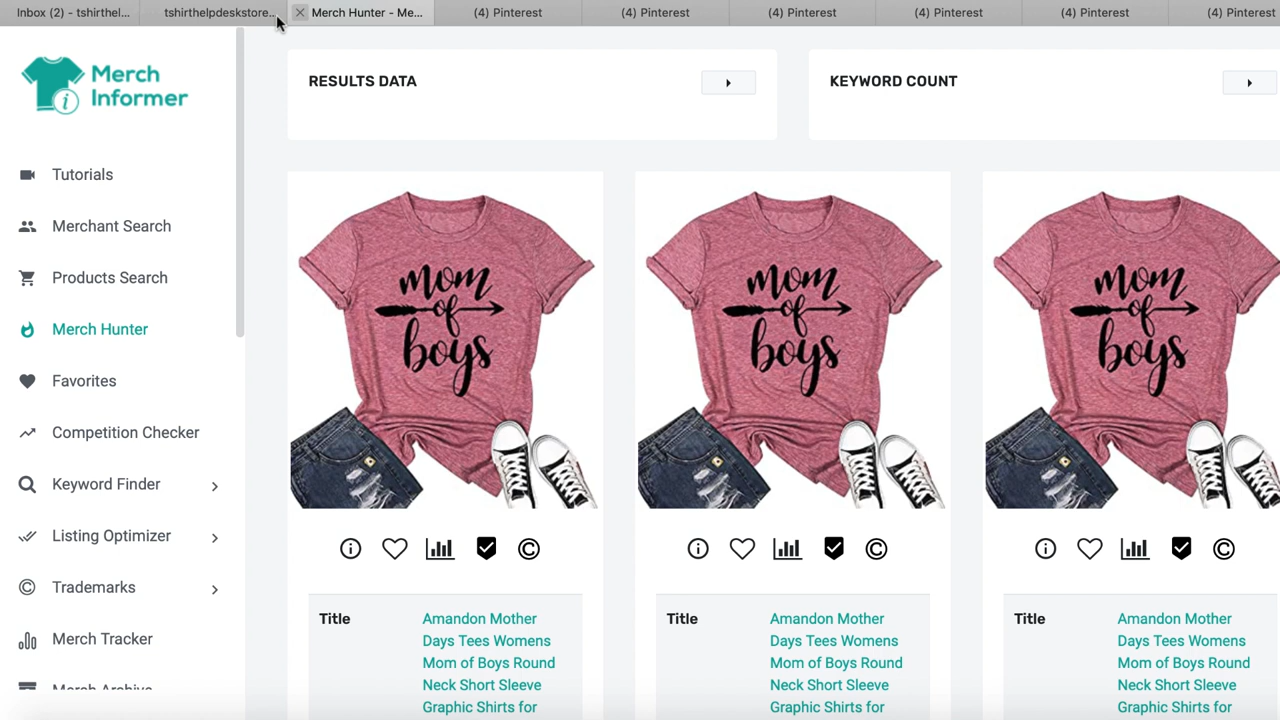 Inbox (2) - tshirthel...
tshirthelpdeskstore...
Merch Hunter - Me...
(4) Pinterest
(4) Pinterest
(4) Pinterest
(4) Pinterest
(4) Pinterest
(4) Pinterest
Merch
Informer
Tutorials
Merchant Search
Products Search
Merch Hunter
Favorites
Competition Checker
Keyword Finder
Listing Optimizer
Trademarks
Merch Tracker
Merch Archive
RESULTS DATA
KEYWORD COUNT
mom
of
boys
mom
of
boys
mom
of
boys
Title
Amandon Mother
Days Tees Womens
Mom of Boys Round
Neck Short Sleeve
Graphic Shirts for
Title
Amandon Mother
Days Tees Womens
Mom of Boys Round
Neck Short Sleeve
Graphic Shirts for
Title
Amandon Mother
Days Tees Womens
Mom of Boys Round
Neck Short Sleeve
Graphic Shirts for